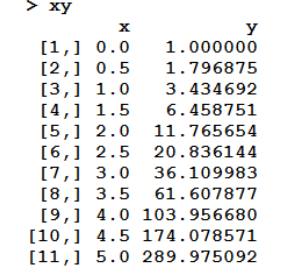 > xy
x y
[1,] 0.0 1.000000
[2,] 0.5 1.796875
[3,] 1.0 3.434692
[4,] 1.5 6.458751
[5,] 2.0 11.765654
[6,] 2.5 20.836144
[7,] 3.0 36.109983
[8,] 3.5 61.607877
[9,] 4.0 103.956680
[10,] 4.5 174.078571
[11,] 5.0 289.975092